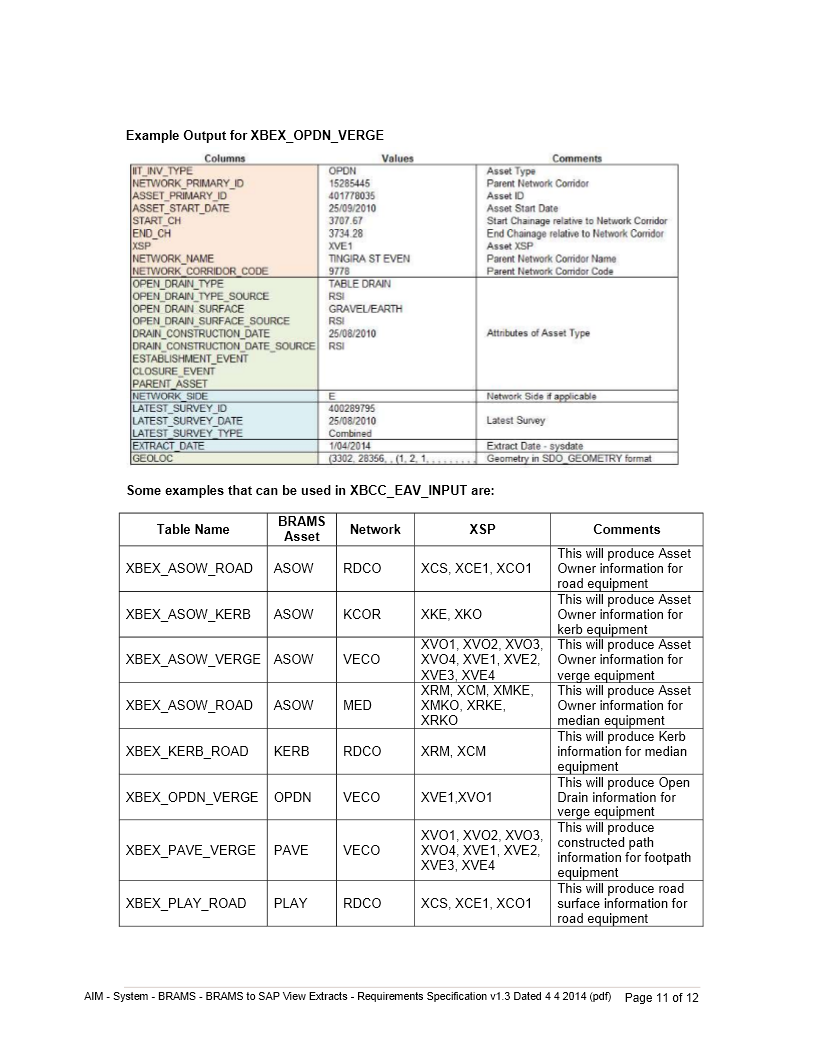 Example Output for XBEX_OPDN_VERGE
Columns Values Comments
IIT_INV_TYPE OPDN Asset Type
NETWORK_PRIMARY_ID 15285445 Parent Network Corridor
ASSET_PRIMARY_ID 401778035 Asset ID
ASSET_START_DATE 25/09/2010 Asset Start Date
START_CH 3707.67 Start Chainage relative to Network Corridor
END_CH 3734.28 End Chainage relative to Network Corridor
XSP XVE1 Asset XSP
NETWORK_NAME TINGIRA ST EVEN Parent Network Corridor Name
NETWORK_CORRIDOR_CODE 9778 Parent Network Corridor Code
OPEN_DRAIN_TYPE TABLE DRAIN
OPEN_DRAIN_TYPE_SOURCE RSI
OPEN_DRAIN_SURFACE GRAVEL/EARTH
OPEN_DRAIN_SURFACE_SOURCE RSI
DRAIN_CONSTRUCTION_DATE 25/08/2010 Attributes of Asset Type
DRAIN_CONSTRUCTION_DATE_SOURCE RSI
ESTABLISHMENT_EVENT
CLOSURE_EVENT
PARENT_ASSET
NETWORK_SIDE E Network Side if applicable
LATEST_SURVEY_ID 400289795
LATEST_SURVEY_DATE 25/08/2010 Latest Survey
LATEST_SURVEY_TYPE Combined
EXTRACT_DATE 1/04/2014 Extract Date - sysdate
GEOLOC (3302, 28356, , (1, 2, 1, , , , , , , , , Geometry in SDO_GEOMETRY format
Some examples that can be used in XBCC_EAV_INPUT are:
Table Name BRAMS Asset Network XSP Comments
XBEX_ASOW_ROAD ASOW RDCO XCS, XCE1, XCO1 This will produce Asset
Owner information for
road equipment
XBEX_ASOW_KERB ASOW KCOR XKE, XKO This will produce Asset
Owner information for
kerb equipment
XBEX_ASOW_VERGE ASOW VECO XVO1, XVO2, XVO3, This will produce Asset
XVO4, XVE1, XVE2, Owner information for
XVE3, XVE4 verge equipment
XBEX_ASOW_ROAD ASOW MED XRM, XCM, XMKE, This will produce Asset
XMKO, XRKE, Owner information for
XRKO median equipment
XBEX_KERB_ROAD KERB RDCO XRM, XCM This will produce Kerb
information for median
equipment
XBEX_OPDN_VERGE OPDN VECO XVE1,XVO1 This will produce Open
Drain information for
verge equipment
XBEX_PAVE_VERGE PAVE VECO XVO1, XVO2, XVO3, This will produce
XVO4, XVE1, XVE2, constructed path
XVE3, XVE4 information for footpath
equipment
XBEX_PLAY_ROAD PLAY RDCO XCS, XCE1, XCO1 This will produce road
surface information for
road equipment
AIM - System - BRAMS - BRAMS to SAP View Extracts - Requirements Specification v1.3 Dated 4 4 2014 (pdf) Page 11 of 12